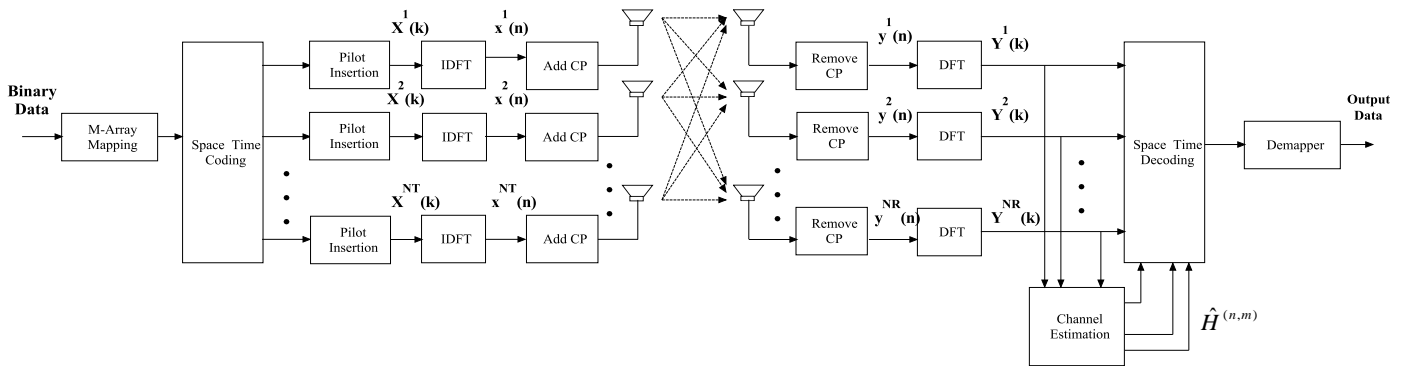 Binary
Data
M-Array
Mapping
Space Time
Coding
Pilot
Insertion
X^1(k)
IDFT
x^1(n)
Add CP
Pilot
Insertion
X^2(k)
IDFT
x^2(n)
Add CP
Pilot
Insertion
X^NT(k)
IDFT
x^NT(n)
Add CP
Remove
CP
y^1(n)
DFT
Y^1(k)
Remove
CP
y^2(n)
DFT
Y^2(k)
Remove
CP
y^NR(n)
DFT
Y^NR(k)
Space Time
Decoding
Channel
Estimation
Ĥ^(n,m)
Demapper
Output
Data